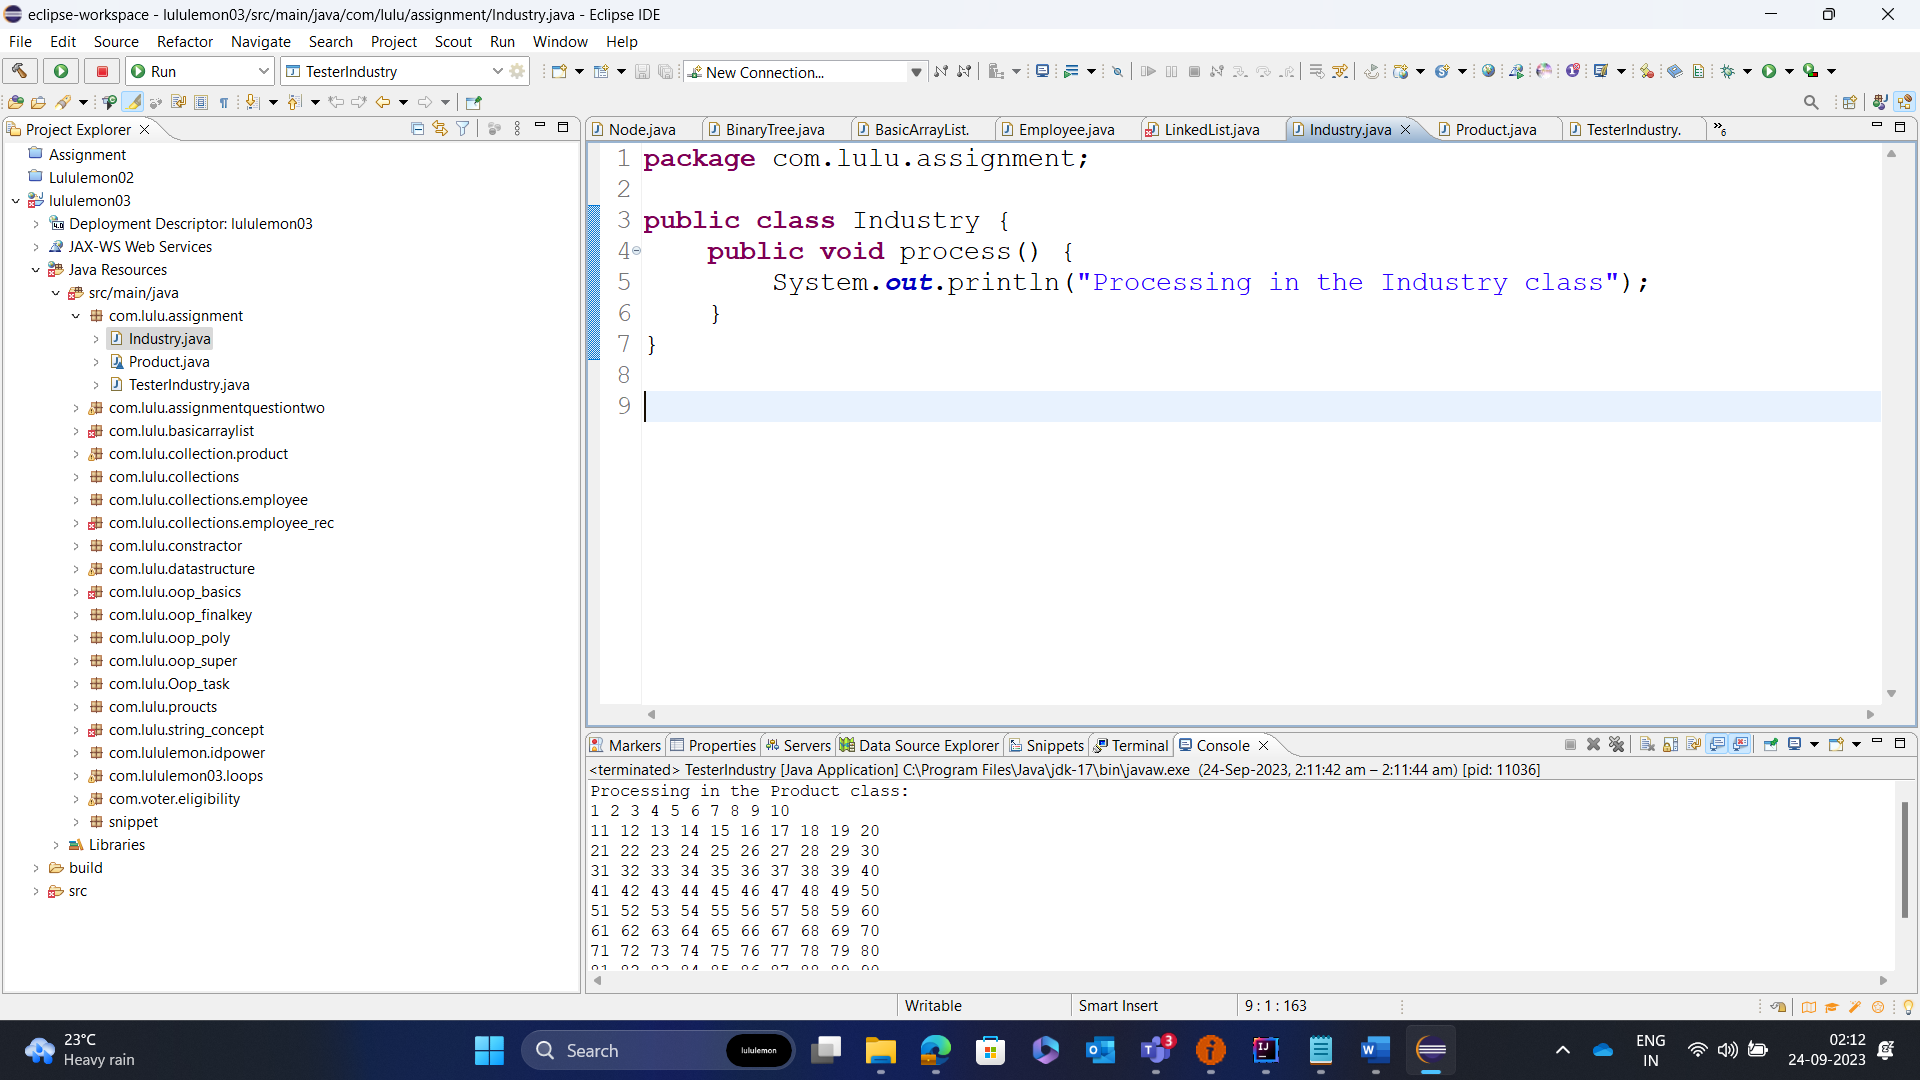 eclipse-workspace - lululemon03/src/main/java/com/lulu/assignment/Industry.java - Eclipse IDE
File Edit Source Refactor Navigate Search Project Scout Run Window Help
Run TesterIndustry New Connection...
Project Explorer
Assignment
Lululemon02
lululemon03
Deployment Descriptor: lululemon03
JAX-WS Web Services
Java Resources
src/main/java
com.lulu.assignment
Industry.java
Product.java
TesterIndustry.java
com.lulu.assignmentquestiontwo
com.lulu.basicarraylist
com.lulu.collection.product
com.lulu.collections
com.lulu.collections.employee
com.lulu.collections.employee_rec
com.lulu.constractor
com.lulu.datastructure
com.lulu.oop_basics
com.lulu.oop_finalkey
com.lulu.oop_poly
com.lulu.oop_super
com.lulu.Oop_task
com.lulu.proucts
com.lulu.string_concept
com.lululemon.idpower
com.lululemon03.loops
com.voter.eligibility
snippet
Libraries
build
src
Node.java BinaryTree.java BasicArrayList. Employee.java LinkedList.java Industry.java Product.java TesterIndustry. »6
1 package com.lulu.assignment;
2
3 public class Industry {
4 public void process() {
5 System.out.println("Processing in the Industry class");
6 }
7 }
8
9
Markers Properties Servers Data Source Explorer Snippets Terminal Console
<terminated> TesterIndustry [Java Application] C:\Program Files\Java\jdk-17\bin\javaw.exe (24-Sep-2023, 2:11:42 am – 2:11:44 am) [pid: 11036]
Processing in the Product class:
1 2 3 4 5 6 7 8 9 10
11 12 13 14 15 16 17 18 19 20
21 22 23 24 25 26 27 28 29 30
31 32 33 34 35 36 37 38 39 40
41 42 43 44 45 46 47 48 49 50
51 52 53 54 55 56 57 58 59 60
61 62 63 64 65 66 67 68 69 70
71 72 73 74 75 76 77 78 79 80
Writable Smart Insert 9 : 1 : 163
23°C
Heavy rain
Search
lululemon
3
ENG
IN
02:12
24-09-2023